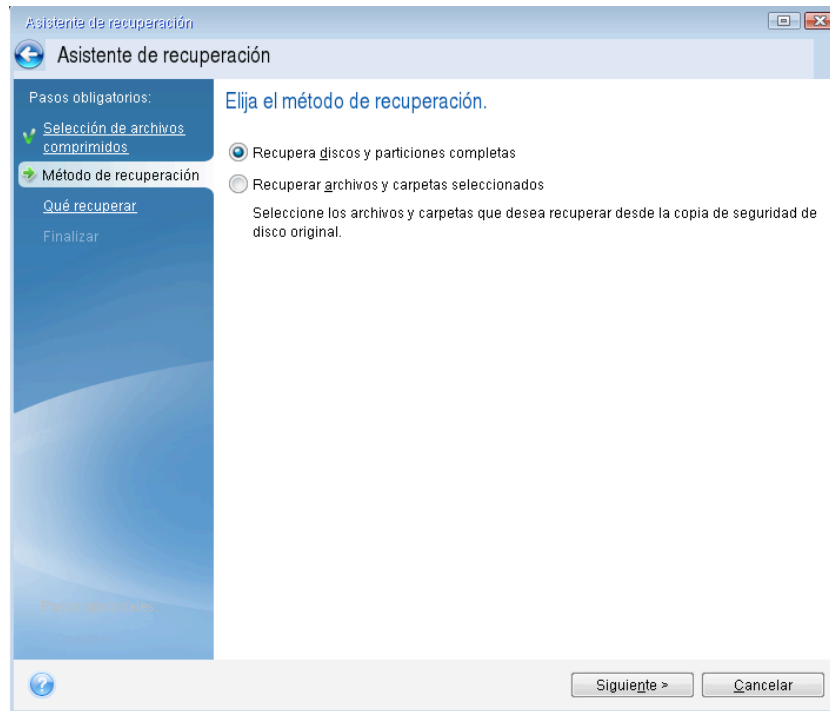 Asistente de recuperación
Asistente de recuperación
Pasos obligatorios:
Selección de archivos
comprimidos
Método de recuperación
Qué recuperar
Finalizar
Elija el método de recuperación.
Recupera discos y particiones completas
Recuperar archivos y carpetas seleccionados
Seleccione los archivos y carpetas que desea recuperar desde la copia de seguridad de
disco original.
Siguiente >
Cancelar